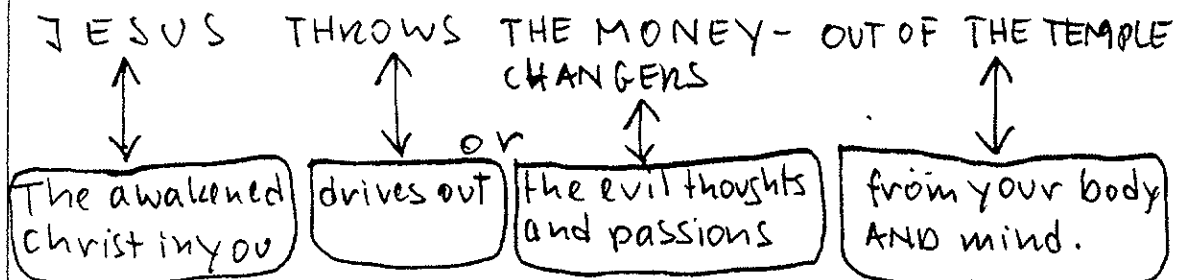 JESUS THROWS THE MONEY- OUT OF THE TEMPLE
CHANGERS
or
The awakened
Christ in you
drives out
the evil thoughts
and passions
from your body
AND mind.